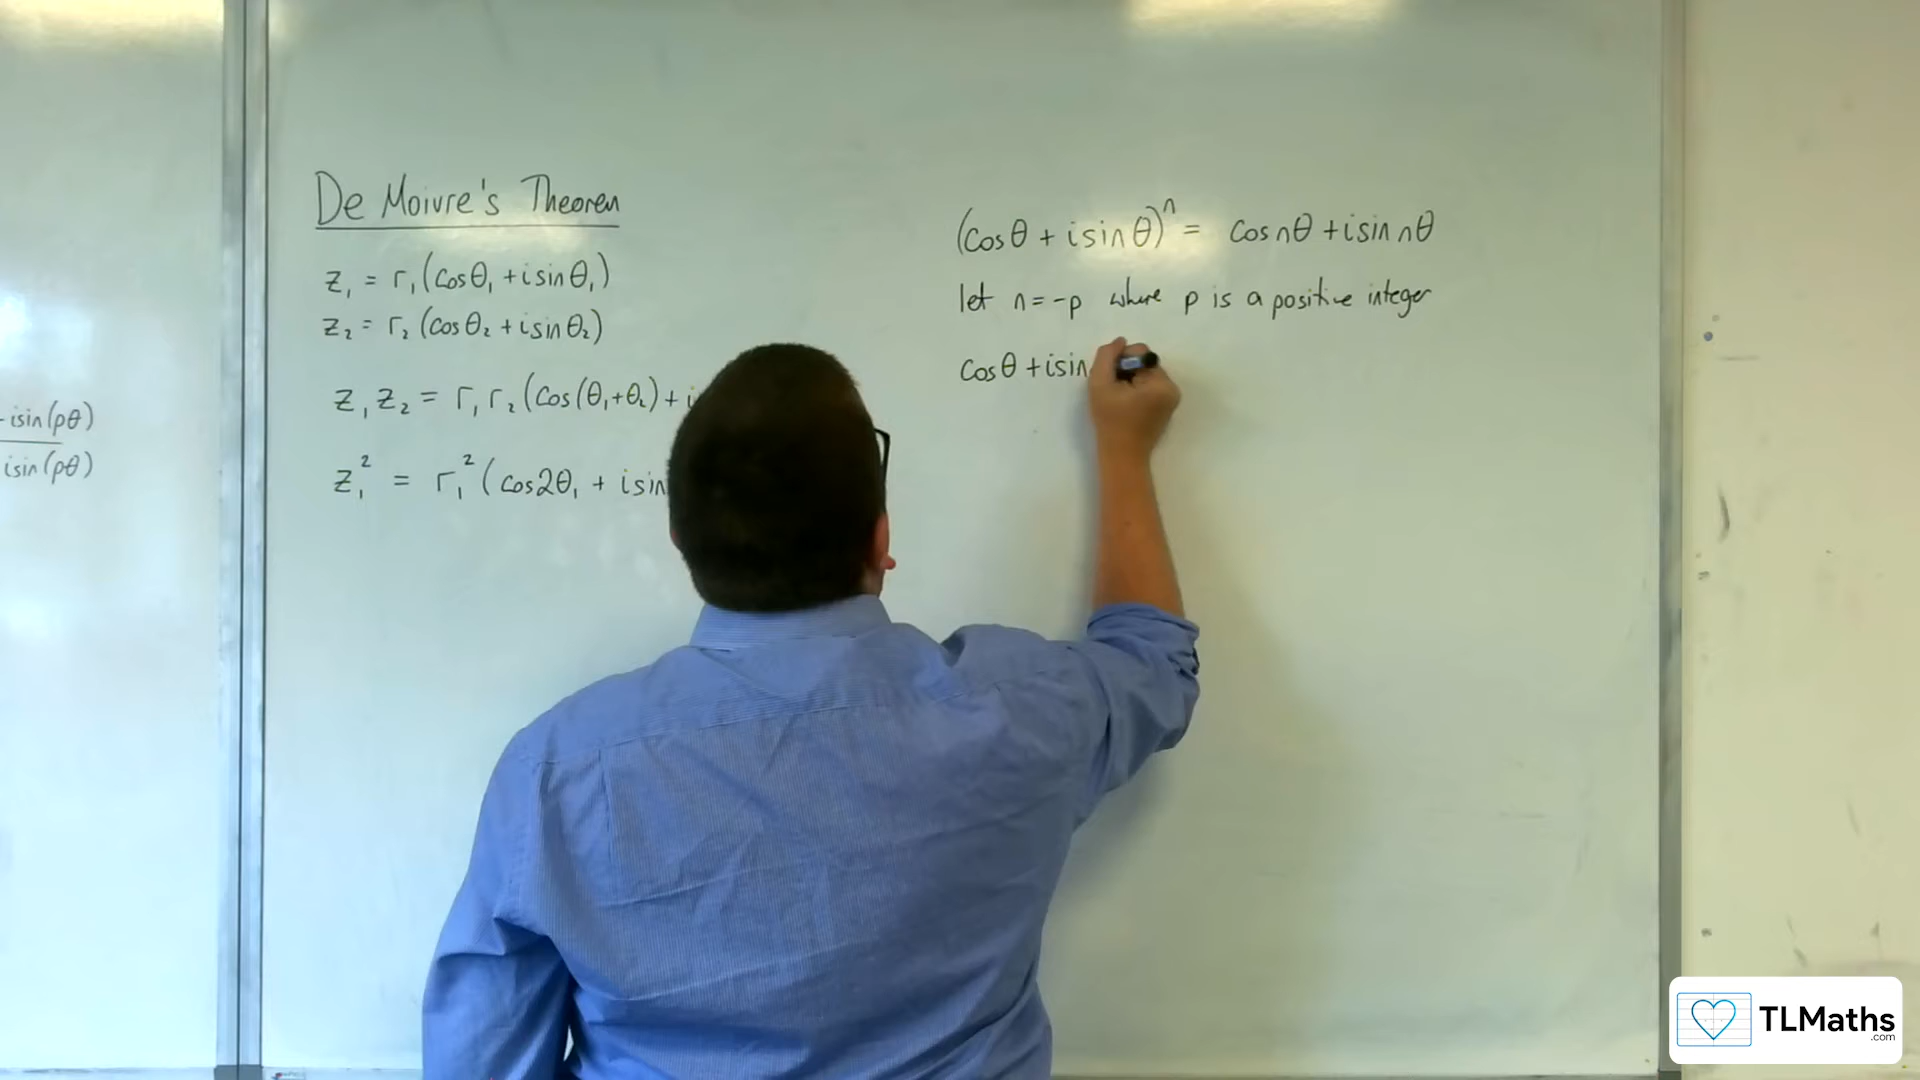 isin(pθ)
isin(pθ)
De Moivre's Theorem
z₁ = r₁(cosθ₁ + isinθ₁)
z₂ = r₂(cosθ₂ + isinθ₂)
z₁z₂ = r₁r₂(cos(θ₁+θ₂) + i
z₁² = r₁²(cos2θ₁ + isin
(cosθ + isinθ)ⁿ = cos nθ + isin nθ
let n = -p where p is a positive integer
cosθ + isin
TLMaths
.com